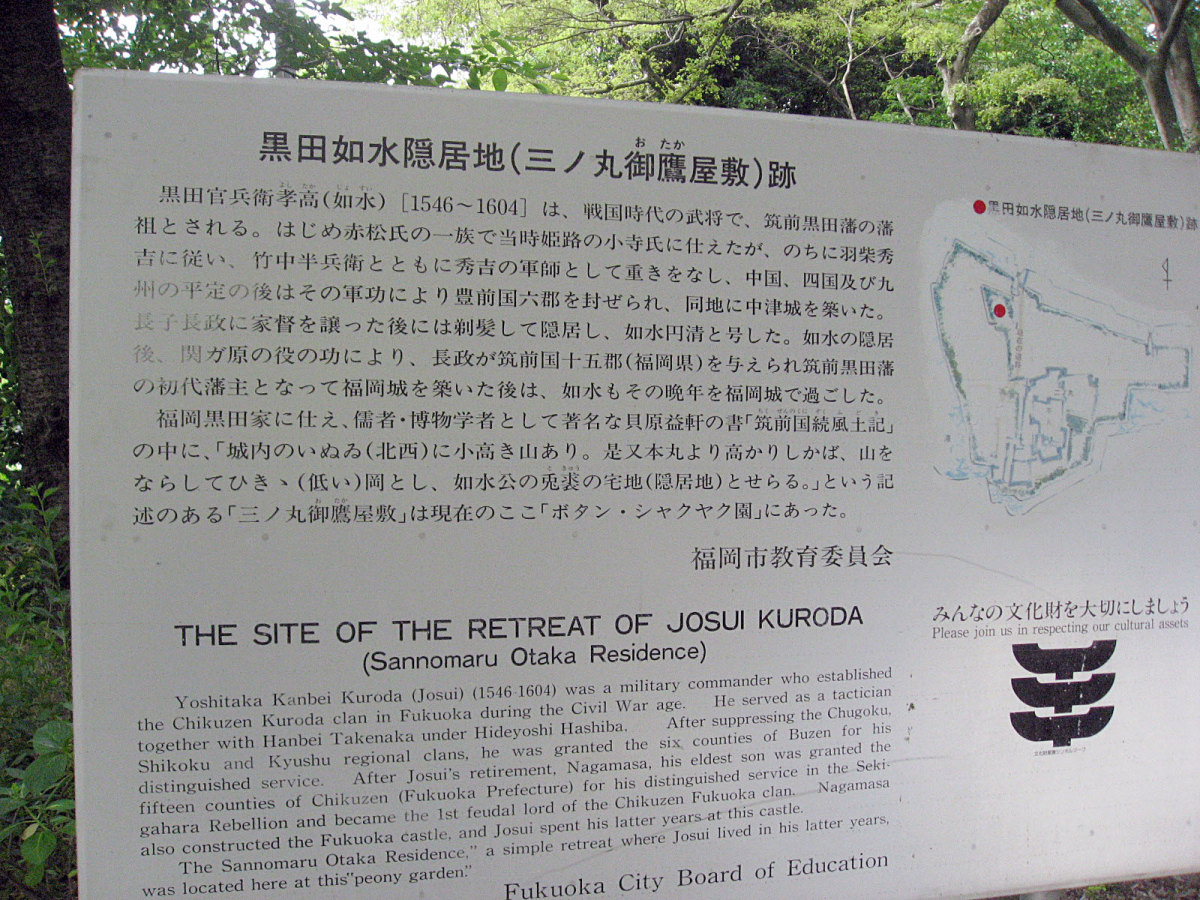 黒田如水隠居地(三ノ丸御鷹屋敷)跡
お たか
黒田官兵衛孝高(如水) [1546～1604] は、戦国時代の武将で、筑前黒田藩の藩
祖とされる。はじめ赤松氏の一族で当時姫路の小寺氏に仕えたが、のちに羽柴秀
吉に従い、竹中半兵衛とともに秀吉の軍師として重きをなし、中国、四国及び九
州の平定の後はその軍功により豊前国六郡を封ぜられ、同地に中津城を築いた。
長子長政に家督を譲った後には剃髪して隠居し、如水円清と号した。如水の隠居
後、関ガ原の役の功により、長政が筑前国十五郡(福岡県)を与えられ筑前黒田藩
の初代藩主となって福岡城を築いた後は、如水もその晩年を福岡城で過ごした。
福岡黒田家に仕え、儒者・博物学者として著名な貝原益軒の書「筑前国続風土記」
の中に、「城内のいぬゐ(北西)に小高き山あり。是又本丸より高かりしかば、山を
ならしてひきゝ(低い)岡とし、如水公の兎裘の宅地(隠居地)とせらる。」という記
述のある「三ノ丸御鷹屋敷」は現在のここ「ボタン・シャクヤク園」にあった。
福岡市教育委員会
THE SITE OF THE RETREAT OF JOSUI KURODA
(Sannomaru Otaka Residence)
Yoshitaka Kanbei Kuroda (Josui) (1546-1604) was a military commander who established
the Chikuzen Kuroda clan in Fukuoka during the Civil War age. He served as a tactician
together with Hanbei Takenaka under Hideyoshi Hashiba. After suppressing the Chugoku,
Shikoku and Kyushu regional clans, he was granted the six counties of Buzen for his
distinguished service. After Josui's retirement, Nagamasa, his eldest son was granted the
fifteen counties of Chikuzen (Fukuoka Prefecture) for his distinguished service in the Seki-
gahara Rebellion and became the 1st feudal lord of the Chikuzen Fukuoka clan. Nagamasa
also constructed the Fukuoka castle, and Josui spent his latter years at this castle.
The Sannomaru Otaka Residence," a simple retreat where Josui lived in his latter years,
was located here at this "peony garden."
Fukuoka City Board of Education
黒田如水隠居地(三ノ丸御鷹屋敷)跡
みんなの文化財を大切にしましょう
Please join us in respecting our cultural assets